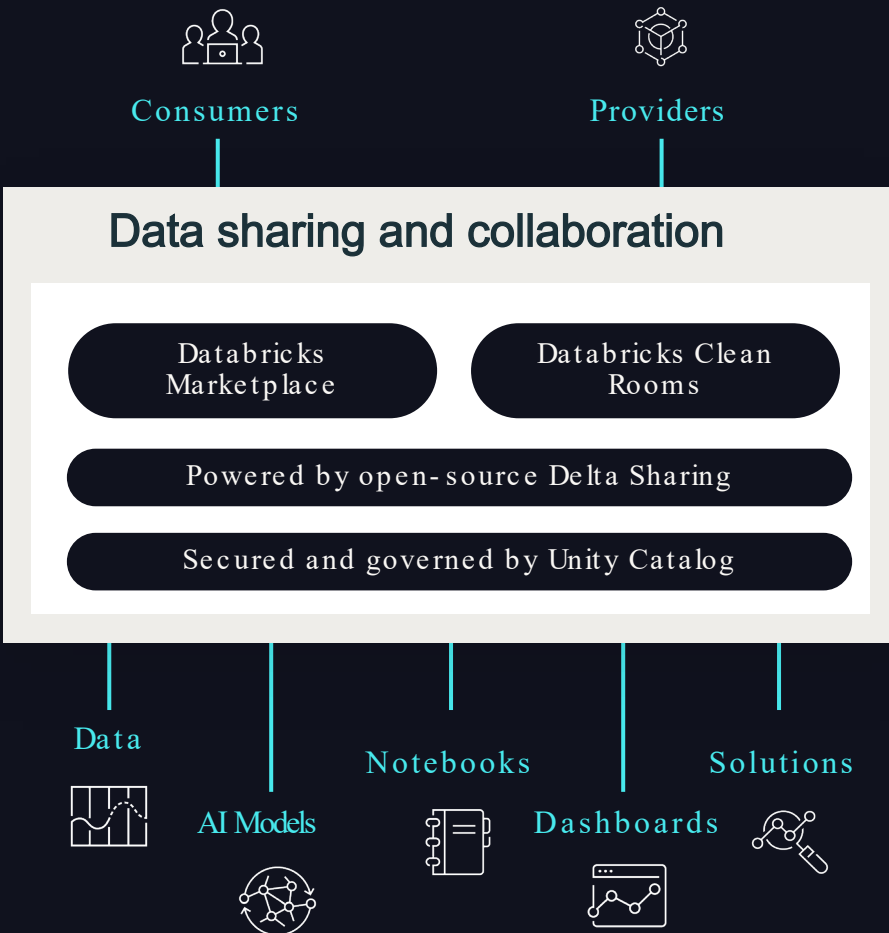 Consumers
Providers
Data sharing and collaboration
Databricks
Marketplace
Databricks Clean
Rooms
Powered by open-source Delta Sharing
Secured and governed by Unity Catalog
Data
Notebooks
Solutions
AI Models
Dashboards